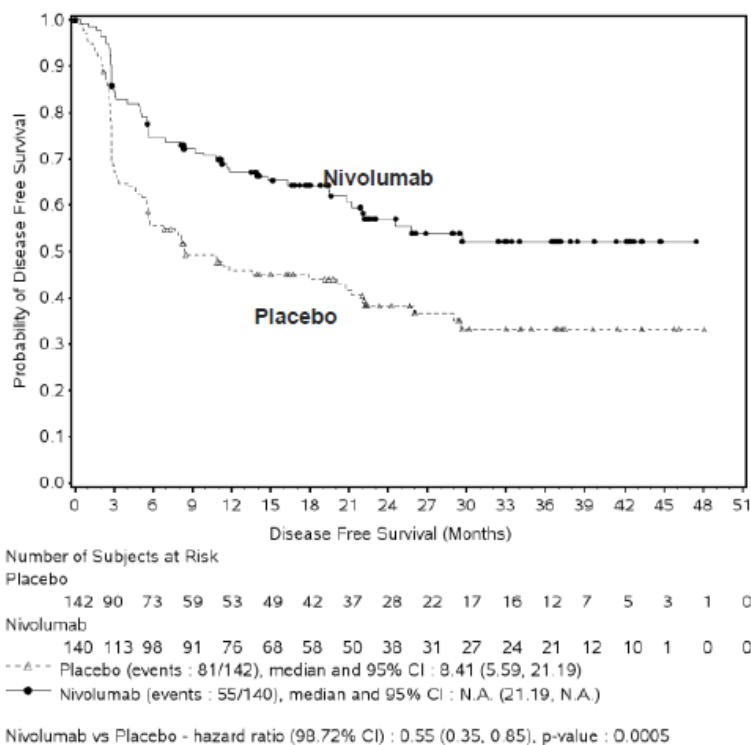 1.0
0.9
0.8
0.7
0.6
0.5
0.4
0.3
0.2
0.1
0.0
Probability of Disease Free Survival
Nivolumab
Placebo
0 3 6 9 12 15 18 21 24 27 30 33 36 39 42 45 48 51
Disease Free Survival (Months)
Number of Subjects at Risk
Placebo
142 90 73 59 53 49 42 37 28 22 17 16 12 7 5 3 1 0
Nivolumab
140 113 98 91 76 68 58 50 38 31 27 24 21 12 10 1 0 0
Placebo (events : 81/142), median and 95% CI : 8.41 (5.59, 21.19)
Nivolumab (events : 55/140), median and 95% CI : N.A. (21.19, N.A.)
Nivolumab vs Placebo - hazard ratio (98.72% CI) : 0.55 (0.35, 0.85), p-value : 0.0005